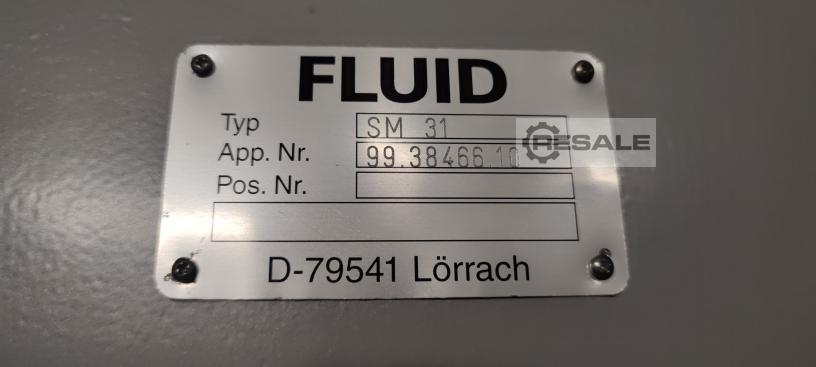 FLUID
Typ SM 31
App. Nr. 99.38466.10
Pos. Nr.
D-79541 Lörrach
RESALE